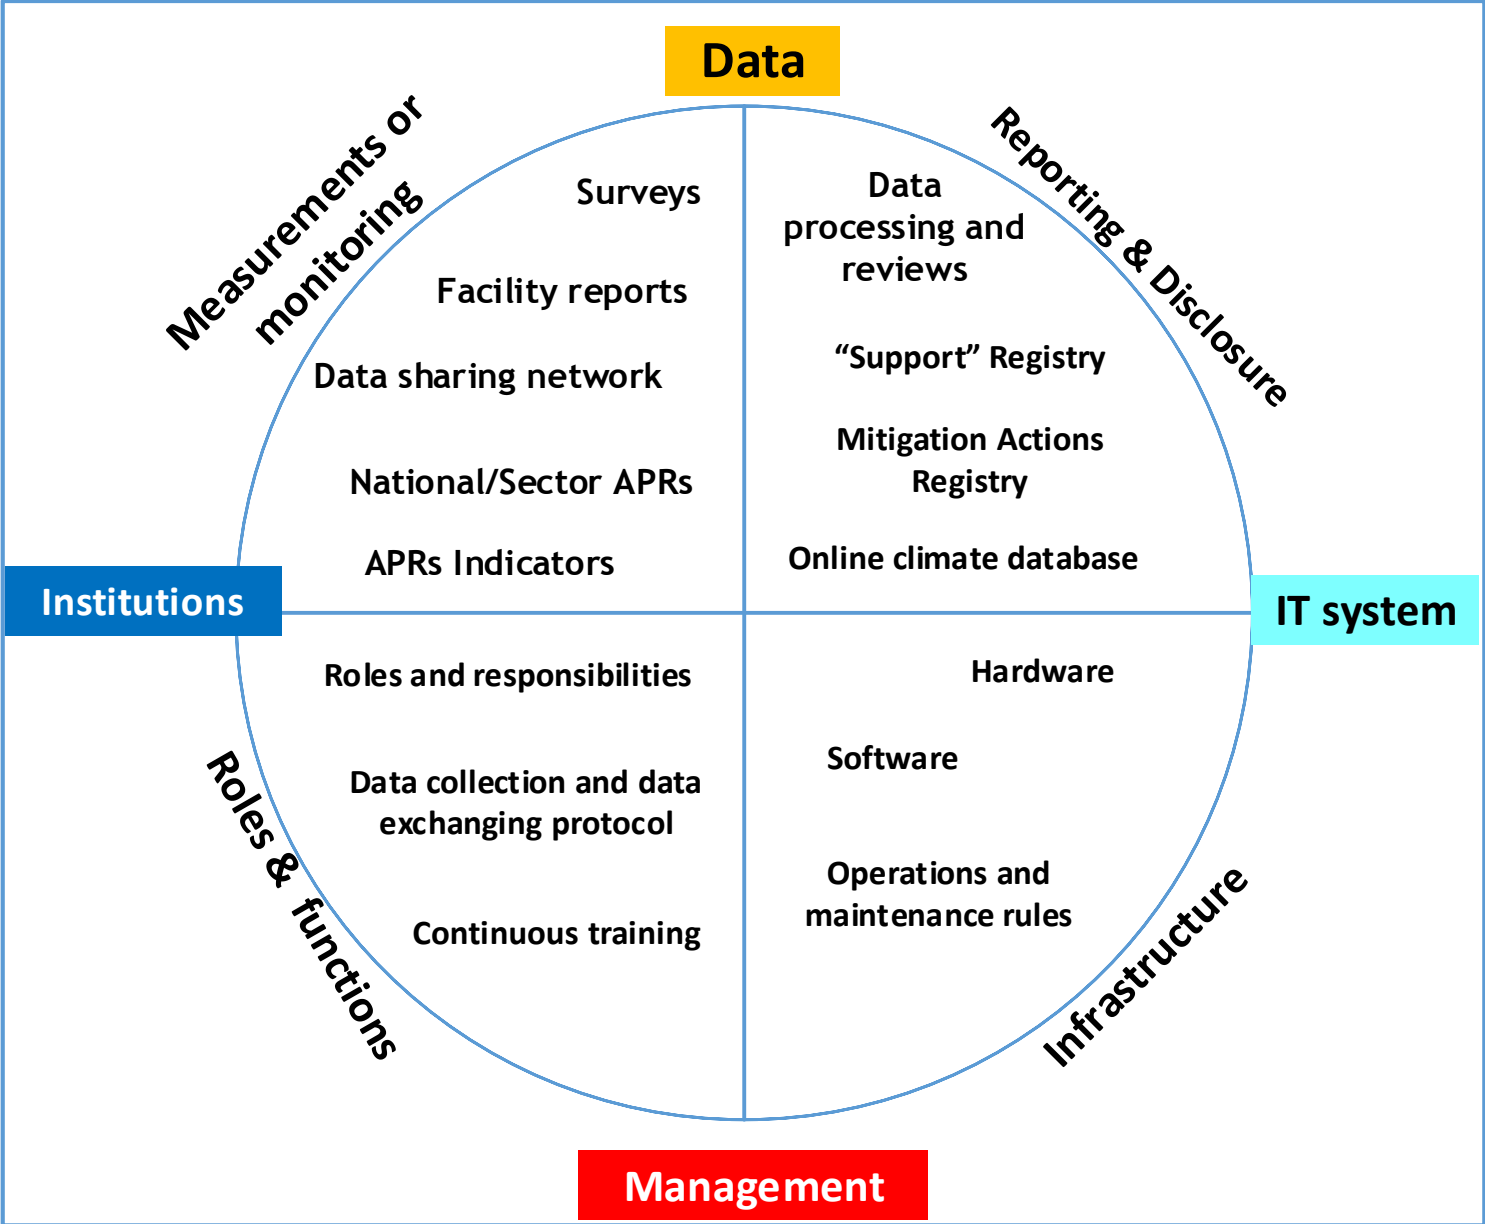 Data
Measurements or
monitoring
Reporting & Disclosure
Surveys
Facility reports
Data sharing network
National/Sector APRs
APRs Indicators
Data
processing and
reviews
“Support” Registry
Mitigation Actions
Registry
Online climate database
Institutions
IT system
Roles and responsibilities
Data collection and data
exchanging protocol
Continuous training
Hardware
Software
Operations and
maintenance rules
Roles & functions
Infrastructure
Management